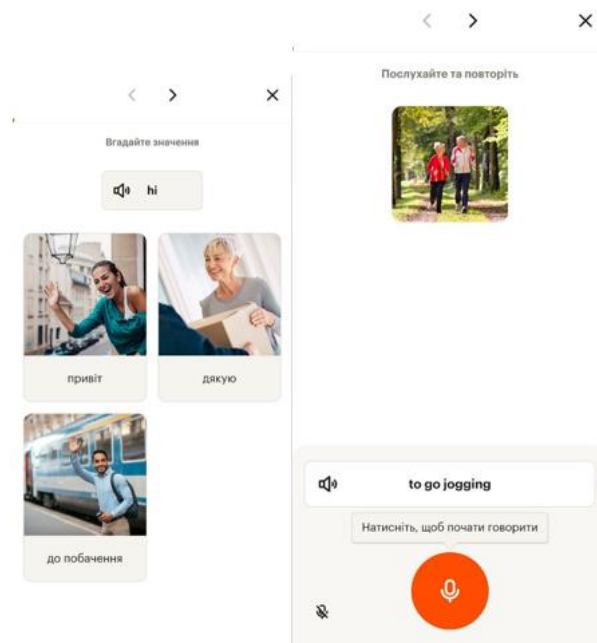 Вгадайте значення
hi
привіт
дякую
до побачення
Послухайте та повторіть
to go jogging
Натисніть, щоб почати говорити